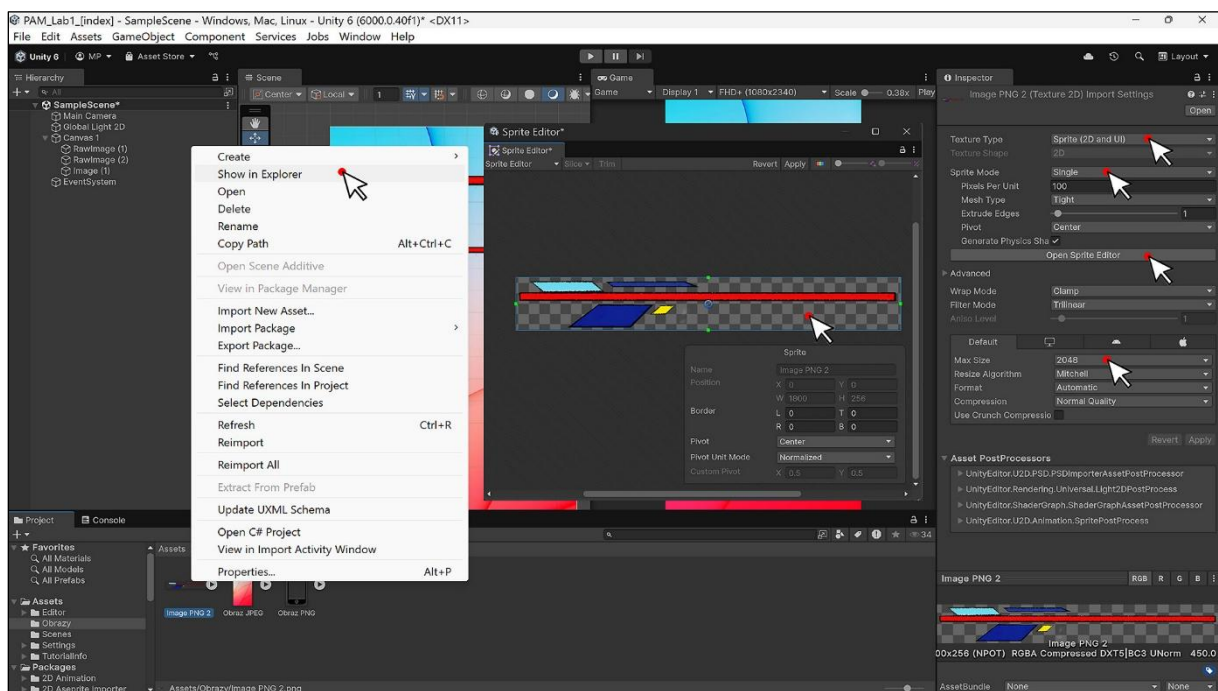 PAM_Lab1_[index] - SampleScene - Windows, Mac, Linux - Unity 6 (6000.0.40f1)* <DX11>
File Edit Assets GameObject Component Services Jobs Window Help
Unity 6 MP Asset Store Layout
Hierarchy
All
SampleScene*
Main Camera
Global Light 2D
Canvas 1
RawImage (1)
RawImage (2)
Image (1)
EventSystem
Scene
Center Local 1
Game
Game Display 1 FHD+ (1080x2340) Scale 0.38x Play
Create
Show in Explorer
Open
Delete
Rename
Copy Path Alt+Ctrl+C
Open Scene Additive
View in Package Manager
Import New Asset...
Import Package
Export Package...
Find References In Scene
Find References In Project
Select Dependencies
Refresh Ctrl+R
Reimport
Reimport All
Extract From Prefab
Update UXML Schema
Open C# Project
View in Import Activity Window
Properties... Alt+P
Sprite Editor*
Sprite Editor*
Sprite Editor Slice Trim Revert Apply
Sprite
Name Image PNG 2
Position X 0 Y 0
W 1800 H 256
Border L 0 T 0
R 0 B 0
Pivot Center
Pivot Unit Mode Normalized
Custom Pivot X 0.5 Y 0.5
Inspector
Image PNG 2 (Texture 2D) Import Settings
Open
Texture Type Sprite (2D and UI)
Texture Shape 2D
Sprite Mode Single
Pixels Per Unit 100
Mesh Type Tight
Extrude Edges 1
Pivot Center
Generate Physics Sha
Open Sprite Editor
Advanced
Wrap Mode Clamp
Filter Mode Trilinear
Aniso Level 1
Default
Max Size 2048
Resize Algorithm Mitchell
Format Automatic
Compression Normal Quality
Use Crunch Compressio
Revert Apply
Asset PostProcessors
UnityEditor.U2D.PSD.PSDImporterAssetPostProcessor
UnityEditor.Rendering.Universal.Light2DPostProcess
UnityEditor.ShaderGraph.ShaderGraphAssetPostProcessor
UnityEditor.U2D.Animation.SpritePostProcess
Image PNG 2 RGB R G B
Image PNG 2
00x256 (NPOT) RGBA Compressed DXT5|BC3 UNorm 450.0
AssetBundle None None
Project Console
34
Favorites
All Materials
All Models
All Prefabs
Assets
Editor
Obrazy
Scenes
Settings
TutorialInfo
Packages
2D Animation
2D Aseprite Importer
Assets
Image PNG 2 Obraz JPEG Obraz PNG
Assets/Obrazy/Image PNG 2.png